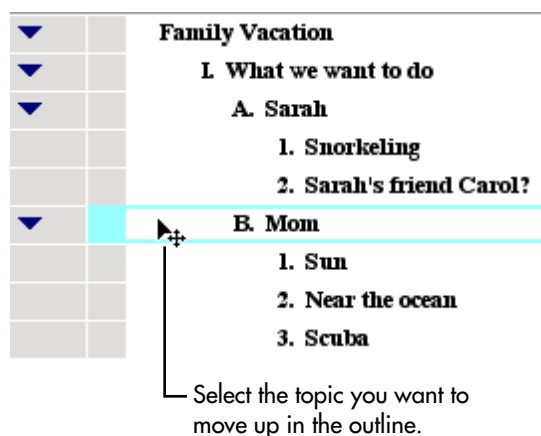 Family Vacation
I. What we want to do
A. Sarah
1. Snorkeling
2. Sarah's friend Carol?
B. Mom
1. Sun
2. Near the ocean
3. Scuba
Select the topic you want to
move up in the outline.